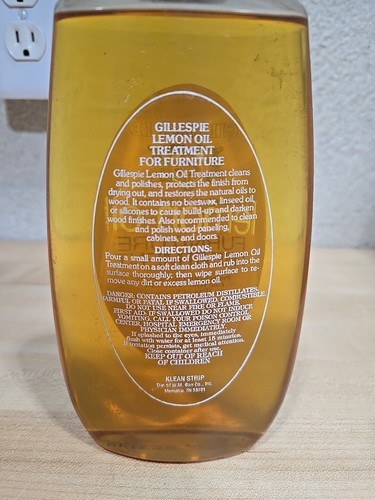 GILLESPIE
LEMON OIL
TREATMENT
FOR FURNITURE
Gillespie Lemon Oil Treatment cleans
and polishes, protects the finish from
drying out, and restores the natural oils to
wood. It contains no beeswax, linseed oil,
or silicones to cause build-up and darken
wood finishes. Also recommended to clean
and polish wood paneling,
cabinets, and doors.
DIRECTIONS:
Pour a small amount of Gillespie Lemon Oil
Treatment on a soft clean cloth and rub into the
surface thoroughly; then wipe surface to re-
move any dirt or excess lemon oil.
DANGER: CONTAINS PETROLEUM DISTILLATES.
HARMFUL OR FATAL IF SWALLOWED. COMBUSTIBLE.
DO NOT USE NEAR FIRE OR FLAME.
FIRST AID: IF SWALLOWED DO NOT INDUCE
VOMITING. CALL YOUR POISON CONTROL
CENTER, HOSPITAL EMERGENCY ROOM OR
PHYSICIAN IMMEDIATELY.
If splashed to the eyes, immediately
flush with water for at least 15 minutes.
If irritation persists, get medical attention.
Close container after use.
KEEP OUT OF REACH
OF CHILDREN
KLEAN STRIP
Div. of W.M. Barr Co., Inc.
Memphis, TN 38101